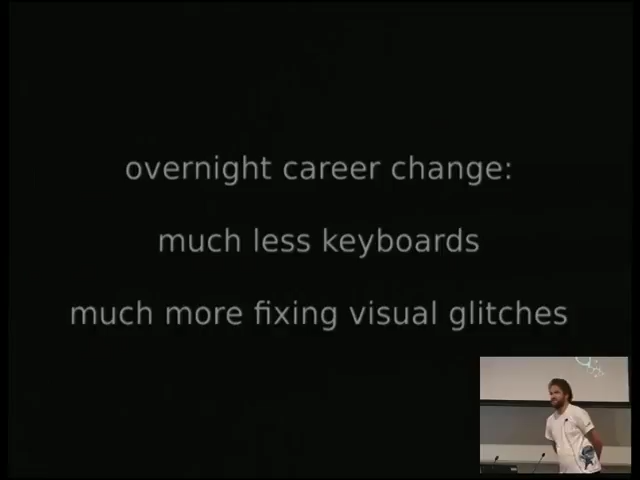 overnight career change:
much less keyboards
much more fixing visual glitches